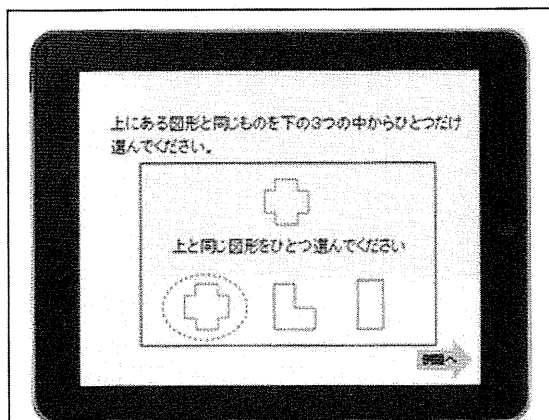 上にある図形と同じものを下の3つの中からひとつだけ
選んでください。
上と同じ図形をひとつ選んでください